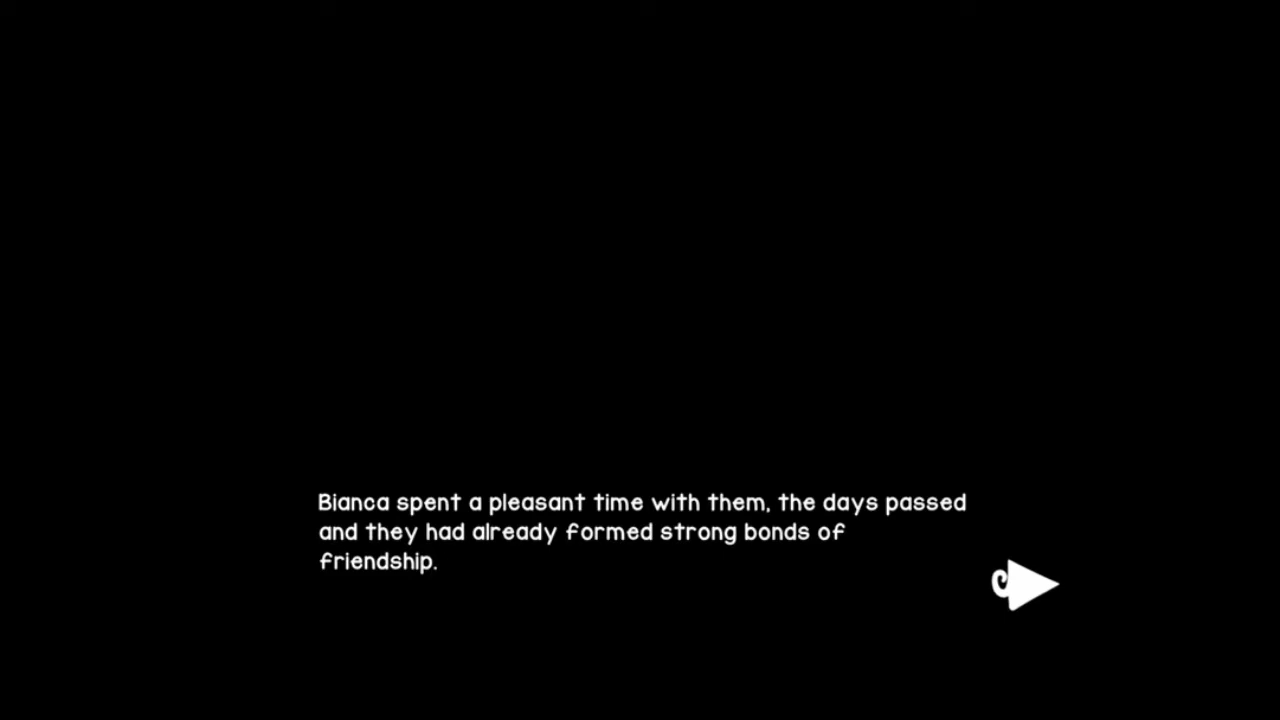 Bianca spent a pleasant time with them, the days passed
and they had already formed strong bonds of
friendship.